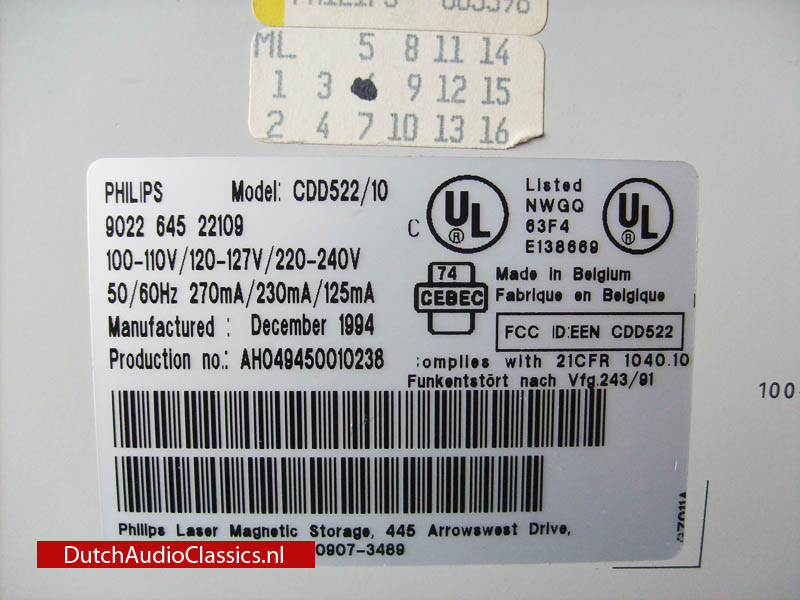 ML 5 8 11 14
1 3 9 12 15
2 4 7 10 13 16
PHILIPS Model: CDD522/10
9022 645 22109
100-110V/120-127V/220-240V
50/60Hz 270mA/230mA/125mA
Manufactured : December 1994
Production no.: AH049450010238
C UL ® Listed
NWGQ
63F4
E138669
UL ®
74
CEBEC
Made in Belgium
Fabrique en Belgique
FCC ID:EEN CDD522
complies with 21CFR 1040.10
Funkentstört nach Vfg.243/91
Philips Laser Magnetic Storage, 445 Arrowswest Drive,
0907-3489
100
DutchAudioClassics.nl